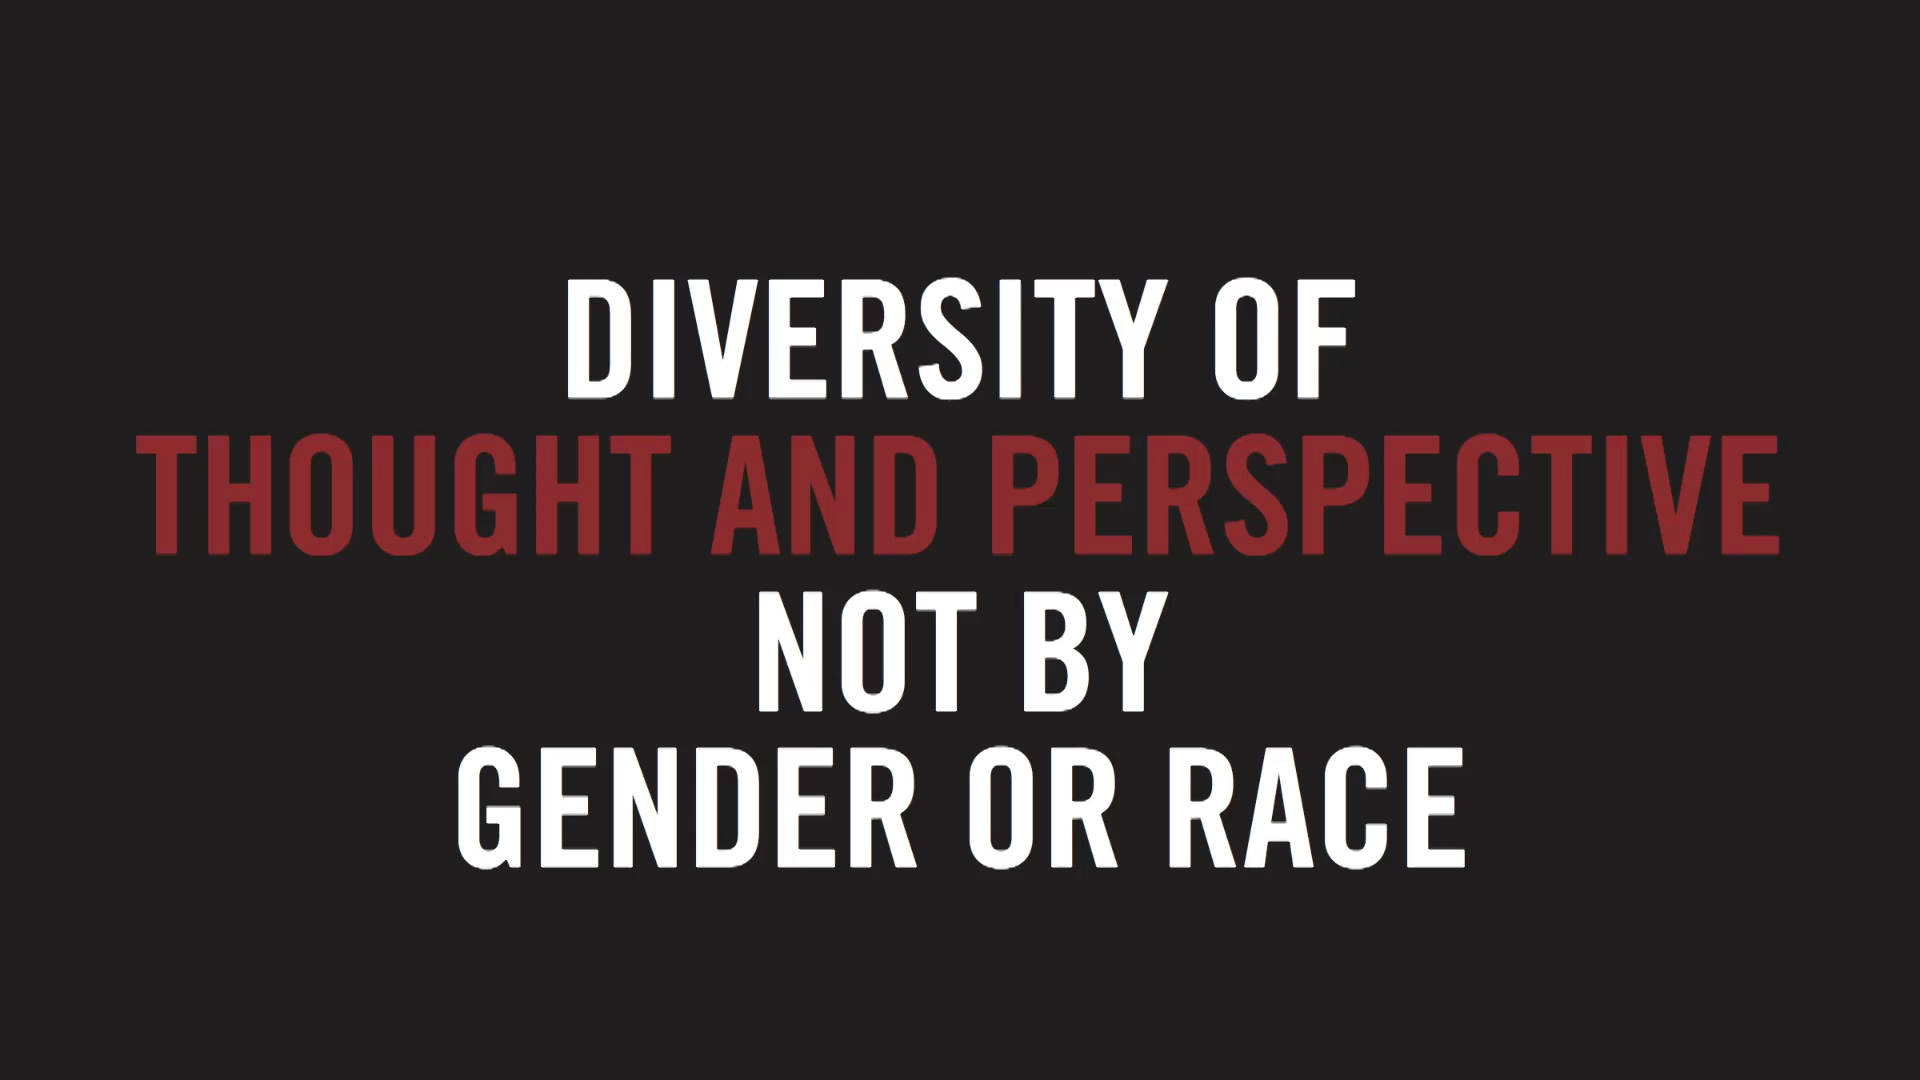 DIVERSITY OF
THOUGHT AND PERSPECTIVE
NOT BY
GENDER OR RACE